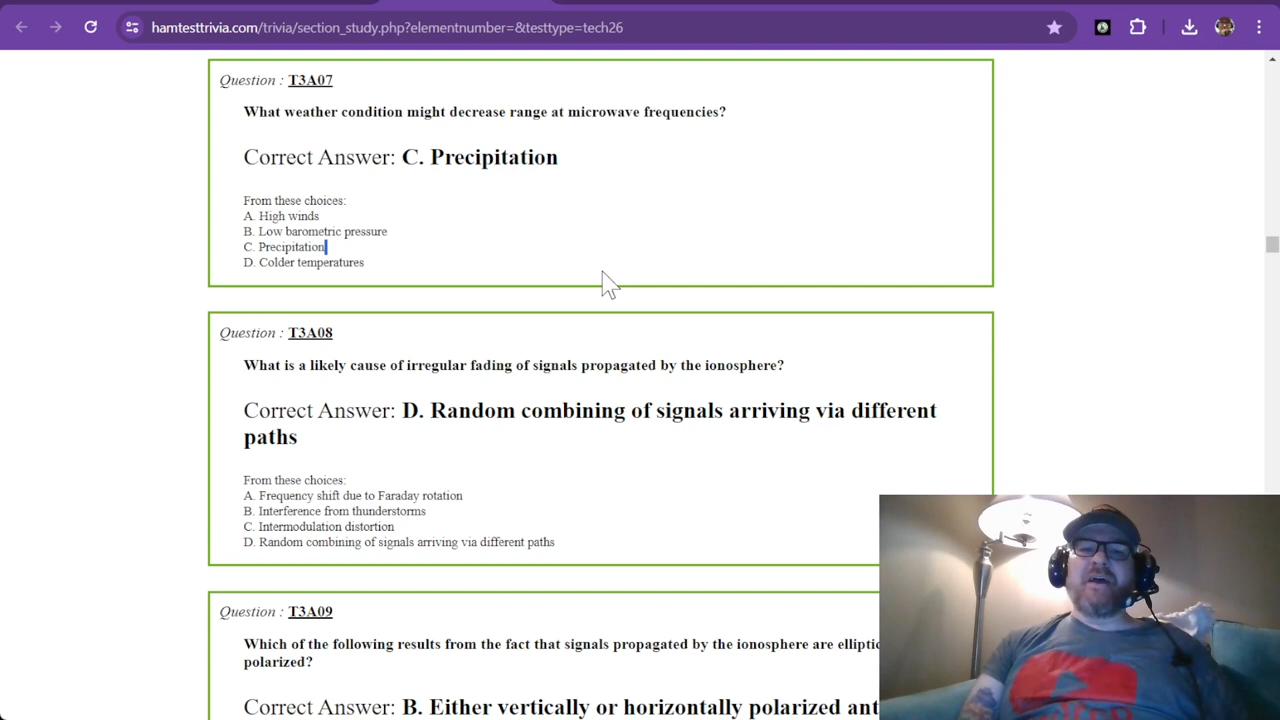 hamtesttrivia.com/trivia/section_study.php?elementnumber=&testtype=tech26
Question : T3A07
What weather condition might decrease range at microwave frequencies?
Correct Answer: C. Precipitation
From these choices:
A. High winds
B. Low barometric pressure
C. Precipitation
D. Colder temperatures
Question : T3A08
What is a likely cause of irregular fading of signals propagated by the ionosphere?
Correct Answer: D. Random combining of signals arriving via different
paths
From these choices:
A. Frequency shift due to Faraday rotation
B. Interference from thunderstorms
C. Intermodulation distortion
D. Random combining of signals arriving via different paths
Question : T3A09
Which of the following results from the fact that signals propagated by the ionosphere are elliptic
polarized?
Correct Answer: B. Either vertically or horizontally polarized ant